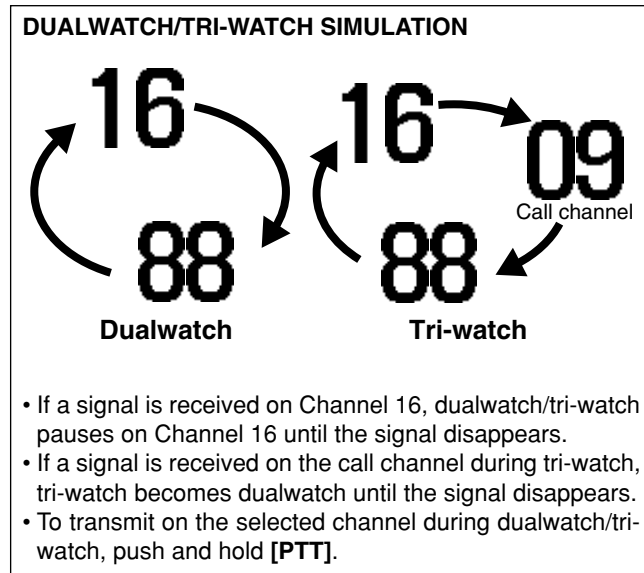 DUALWATCH/TRI-WATCH SIMULATION
16
88
Dualwatch
16
09
Call channel
88
Tri-watch
• If a signal is received on Channel 16, dualwatch/tri-watch
pauses on Channel 16 until the signal disappears.
• If a signal is received on the call channel during tri-watch,
tri-watch becomes dualwatch until the signal disappears.
• To transmit on the selected channel during dualwatch/tri-
watch, push and hold [PTT].